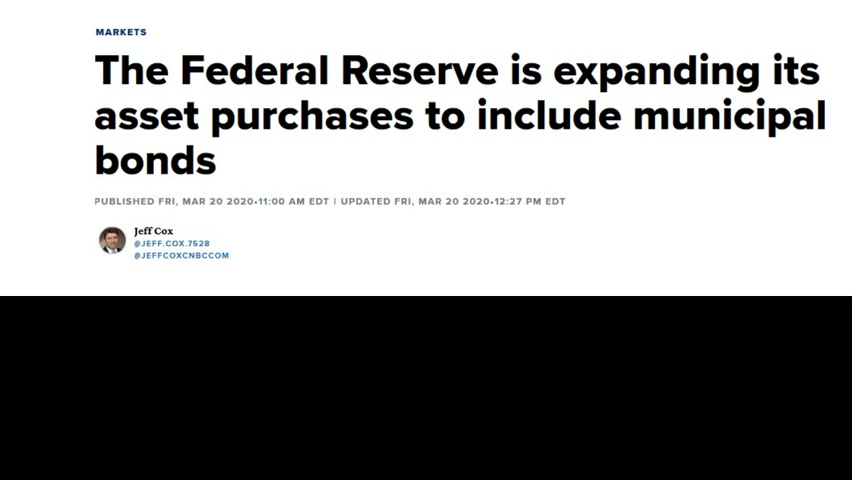 MARKETS
The Federal Reserve is expanding its
asset purchases to include municipal
bonds
PUBLISHED FRI, MAR 20 2020•11:00 AM EDT | UPDATED FRI, MAR 20 2020•12:27 PM EDT
Jeff Cox
@JEFF.COX.7528
@JEFFCOXCNBCCOM